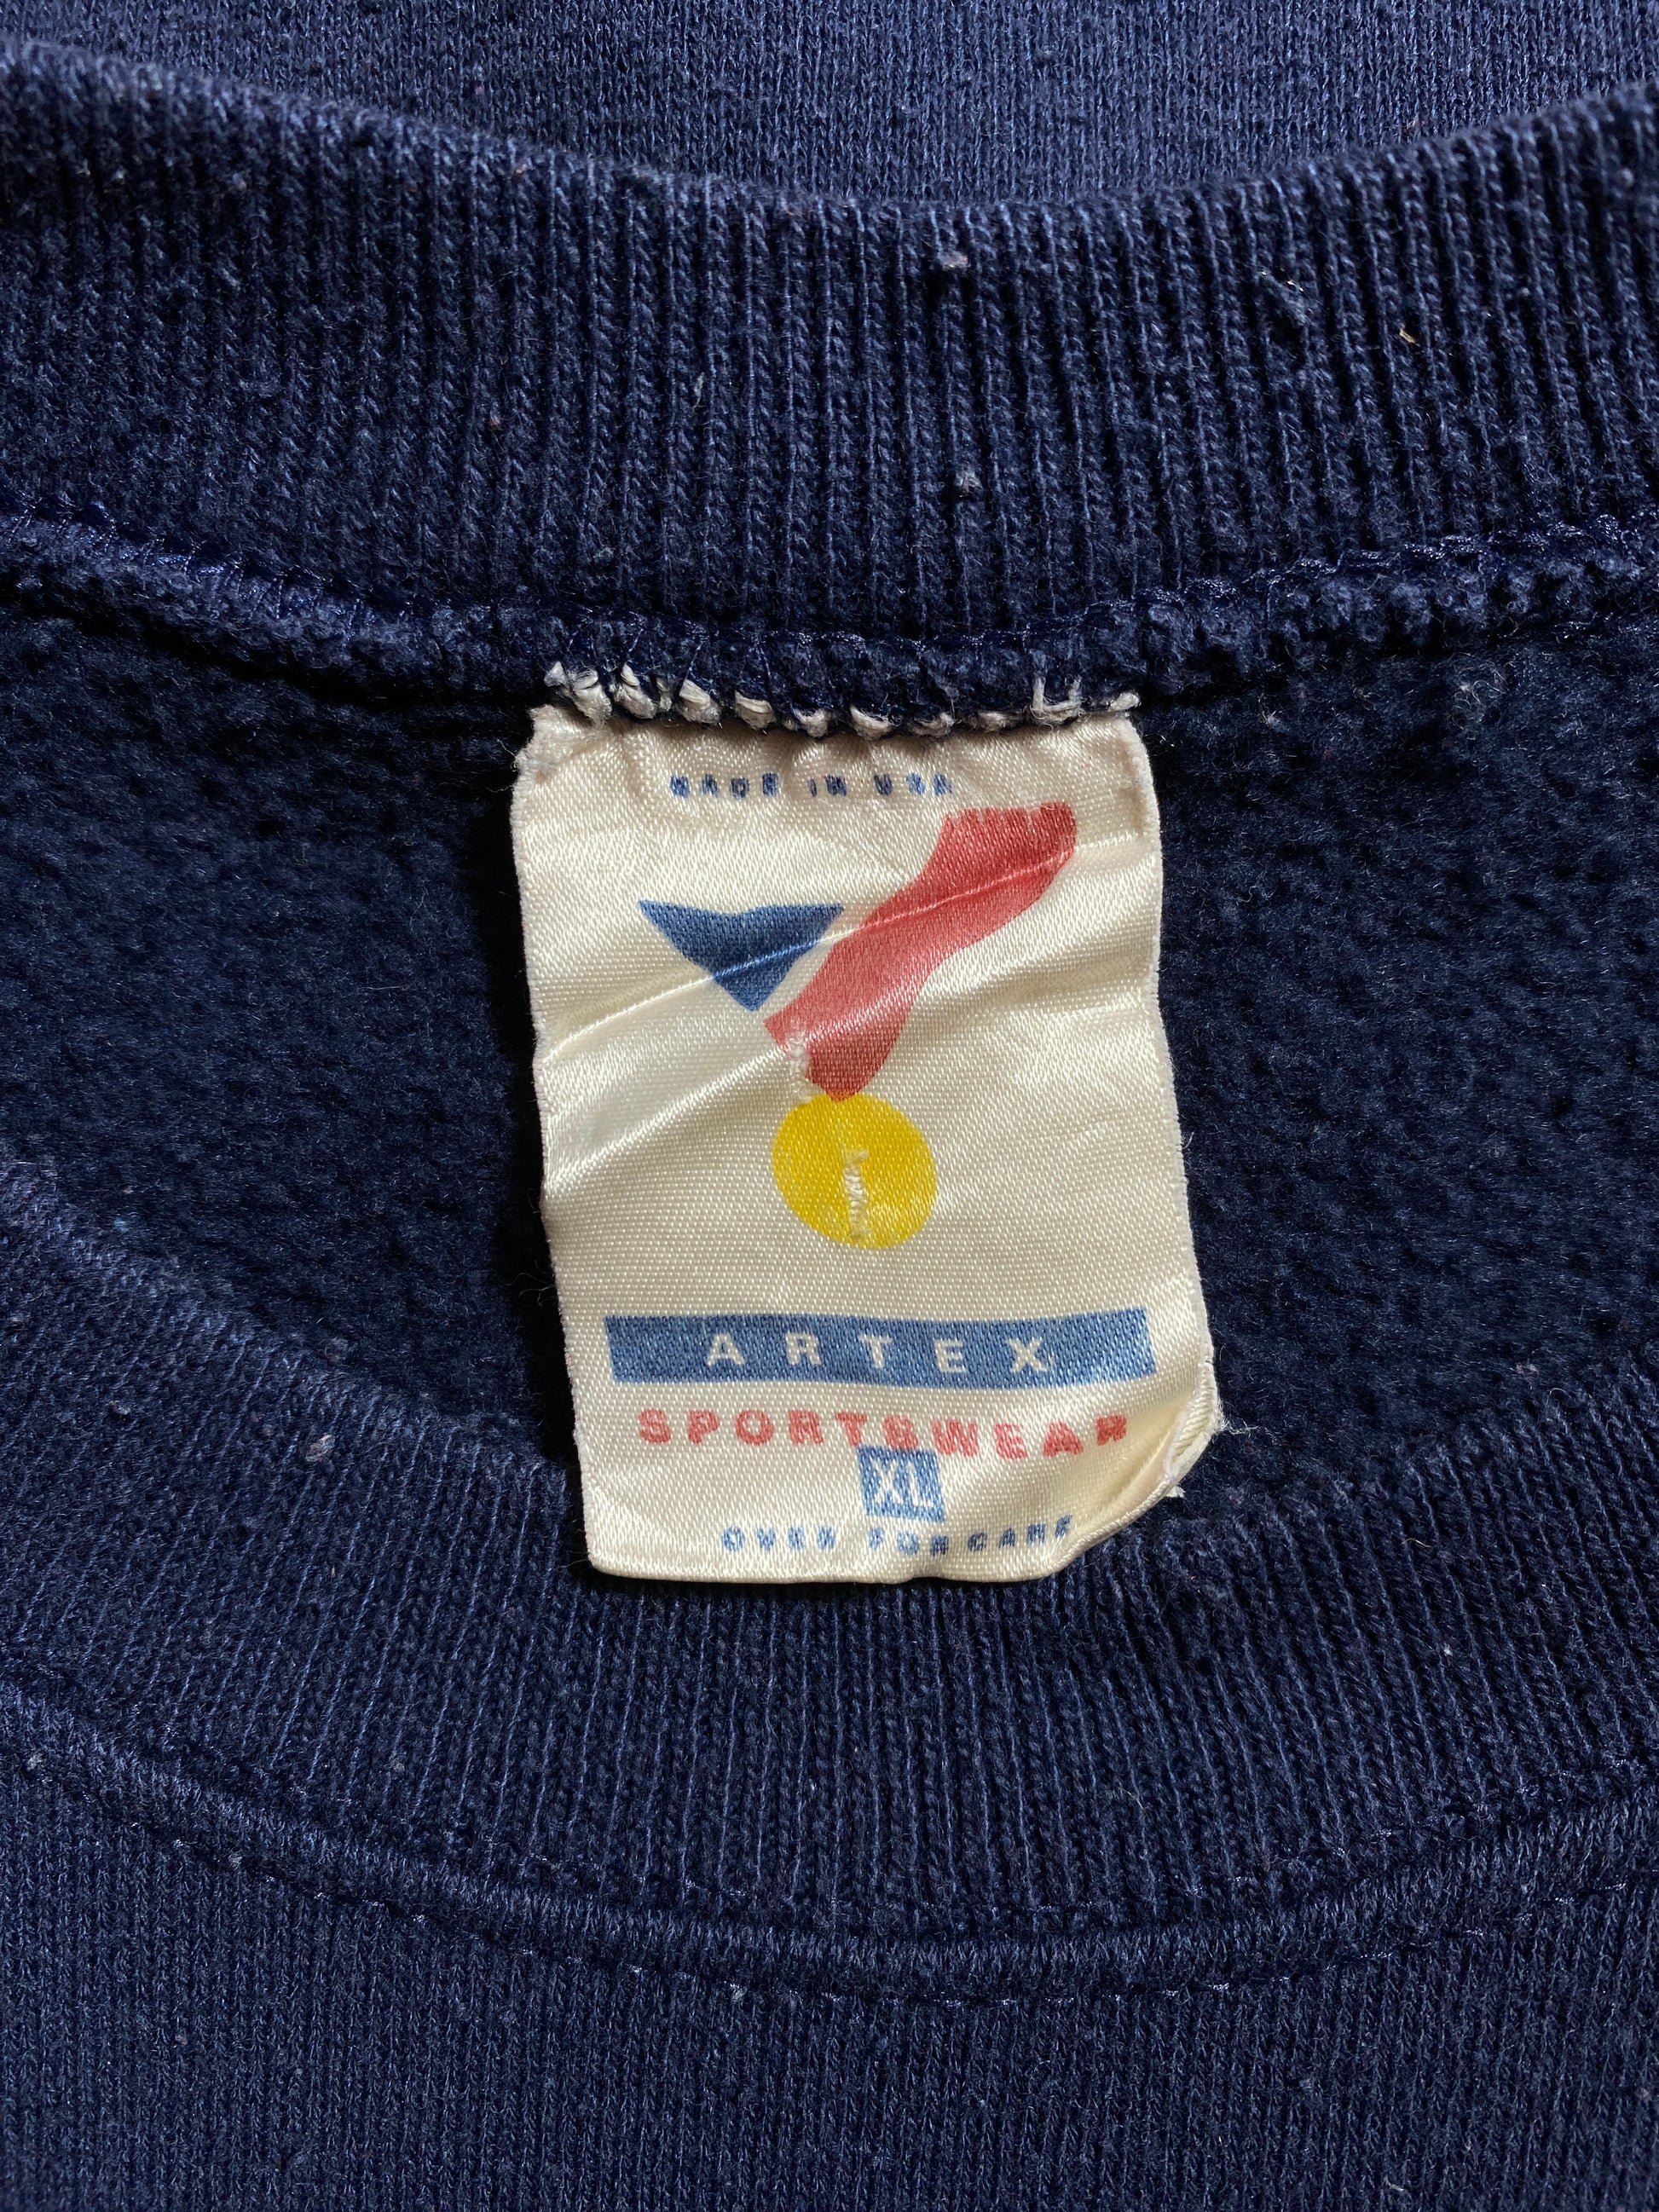 MADE IN USA
ARTEX
SPORTSWEAR
XL
OVER FOR CARE